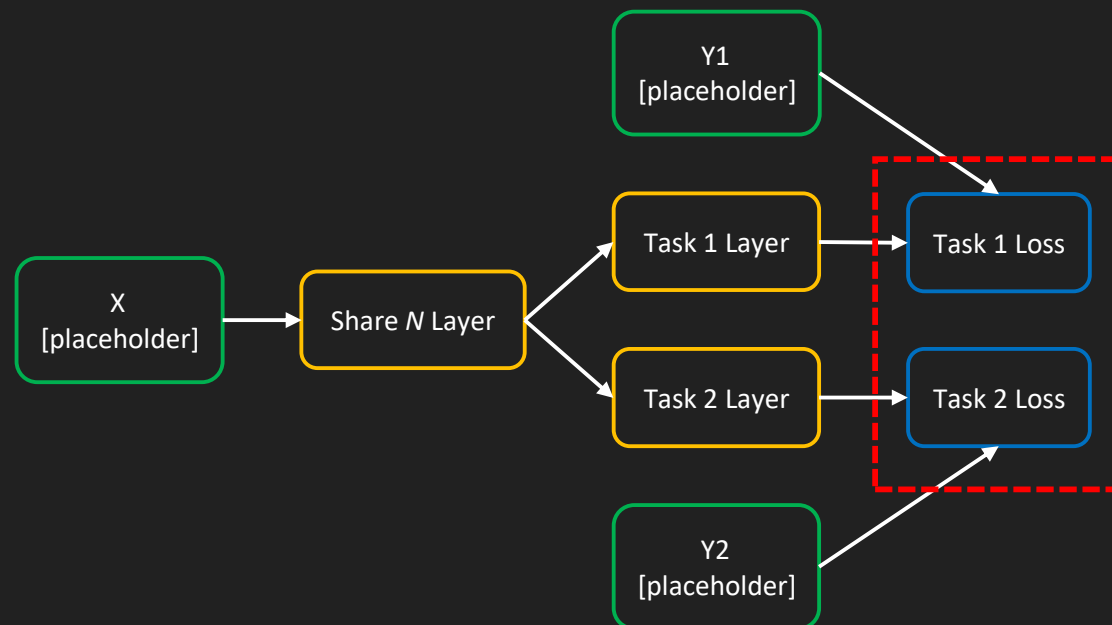 Y1
[placeholder]
Task 1 Layer
Task 1 Loss
X
[placeholder]
Share N Layer
Task 2 Layer
Task 2 Loss
Y2
[placeholder]